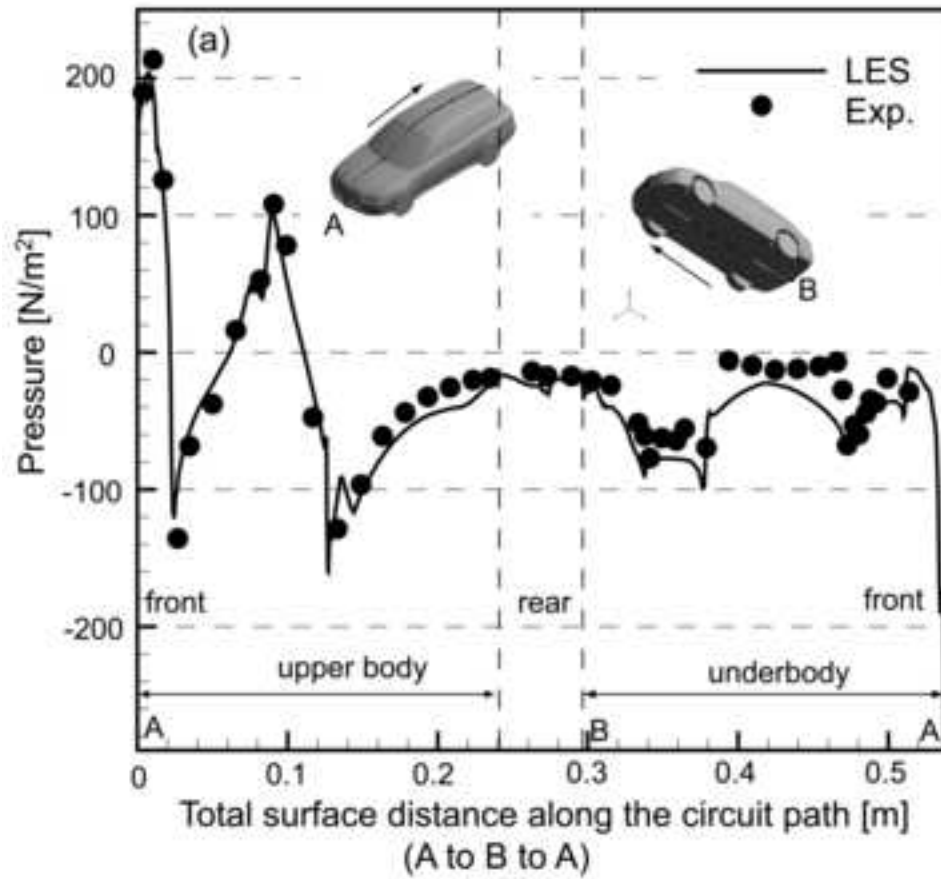 (a)
LES
Exp.
A
B
Pressure [N/m²]
200
100
0
-100
-200
front
rear
front
upper body
underbody
A
B
A
0
0.1
0.2
0.3
0.4
0.5
Total surface distance along the circuit path [m]
(A to B to A)